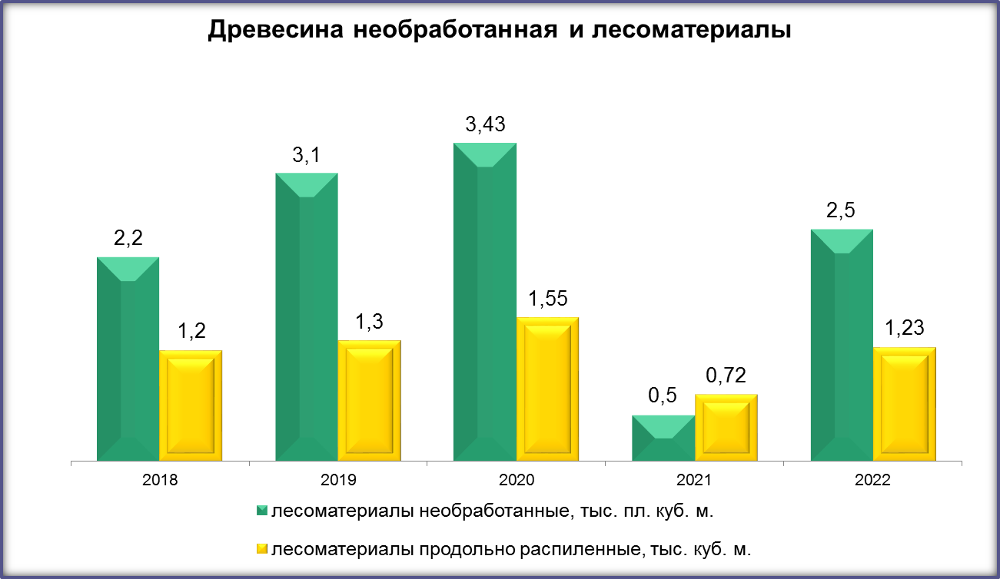 Древесина необработанная и лесоматериалы
3,43
3,1
2,5
2,2
1,55
1,3
1,23
1,2
0,72
0,5
2018 2019 2020 2021 2022
лесоматериалы необработанные, тыс. пл. куб. м.
лесоматериалы продольно распиленные, тыс. куб. м.